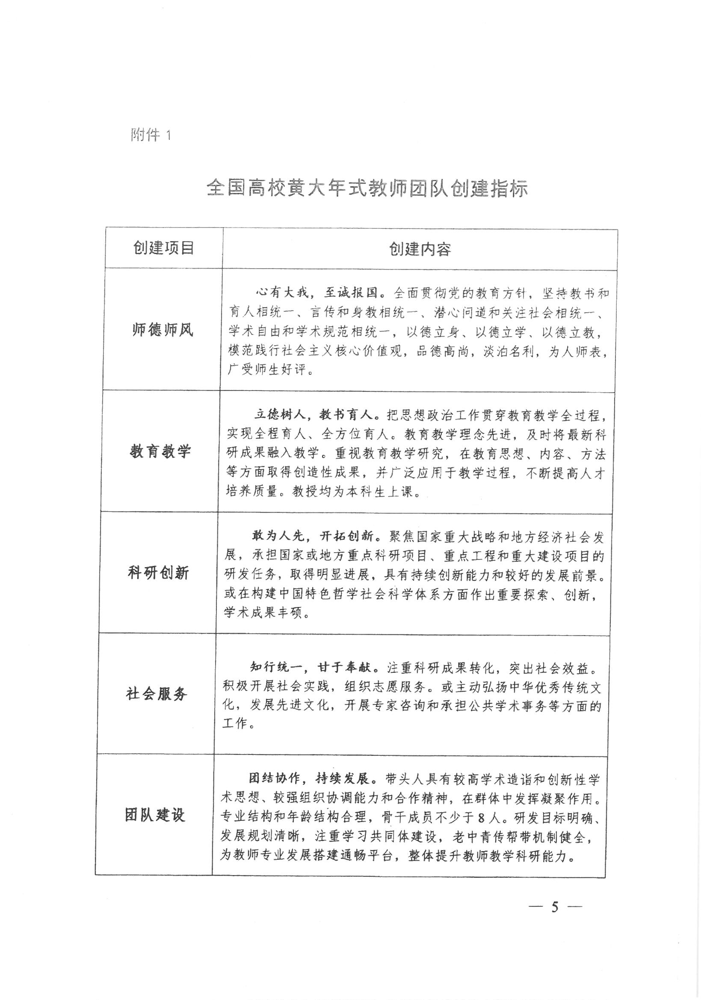 附件 1
全国高校黄大年式教师团队创建指标
创建项目
创建内容
师德师风
心有大我，至诚报国。全面贯彻党的教育方针，坚持教书和
育人相统一、言传和身教相统一、潜心问道和关注社会相统一、
学术自由和学术规范相统一，以德立身、以德立学、以德立教，
模范践行社会主义核心价值观，品德高尚，淡泊名利，为人师表，
广受师生好评。
教育教学
立德树人，教书育人。把思想政治工作贯穿教育教学全过程，
实现全程育人、全方位育人。教育教学理念先进，及时将最新科
研成果融入教学。重视教育教学研究，在教育思想、内容、方法
等方面取得创造性成果，并广泛应用于教学过程，不断提高人才
培养质量。教授均为本科生上课。
科研创新
敢为人先，开拓创新。聚焦国家重大战略和地方经济社会发
展，承担国家或地方重点科研项目、重点工程和重大建设项目的
研发任务，取得明显进展，具有持续创新能力和较好的发展前景。
或在构建中国特色哲学社会科学体系方面作出重要探索、创新，
学术成果丰硕。
社会服务
知行统一，甘于奉献。注重科研成果转化，突出社会效益。
积极开展社会实践，组织志愿服务。或主动弘扬中华优秀传统文
化，发展先进文化，开展专家咨询和承担公共学术事务等方面的
工作。
团队建设
团结协作，持续发展。带头人具有较高学术造诣和创新性学
术思想、较强组织协调能力和合作精神，在群体中发挥凝聚作用。
专业结构和年龄结构合理，骨干成员不少于 8 人。研发目标明确、
发展规划清晰，注重学习共同体建设，老中青传帮带机制健全，
为教师专业发展搭建通畅平台，整体提升教师教学科研能力。
— 5 —